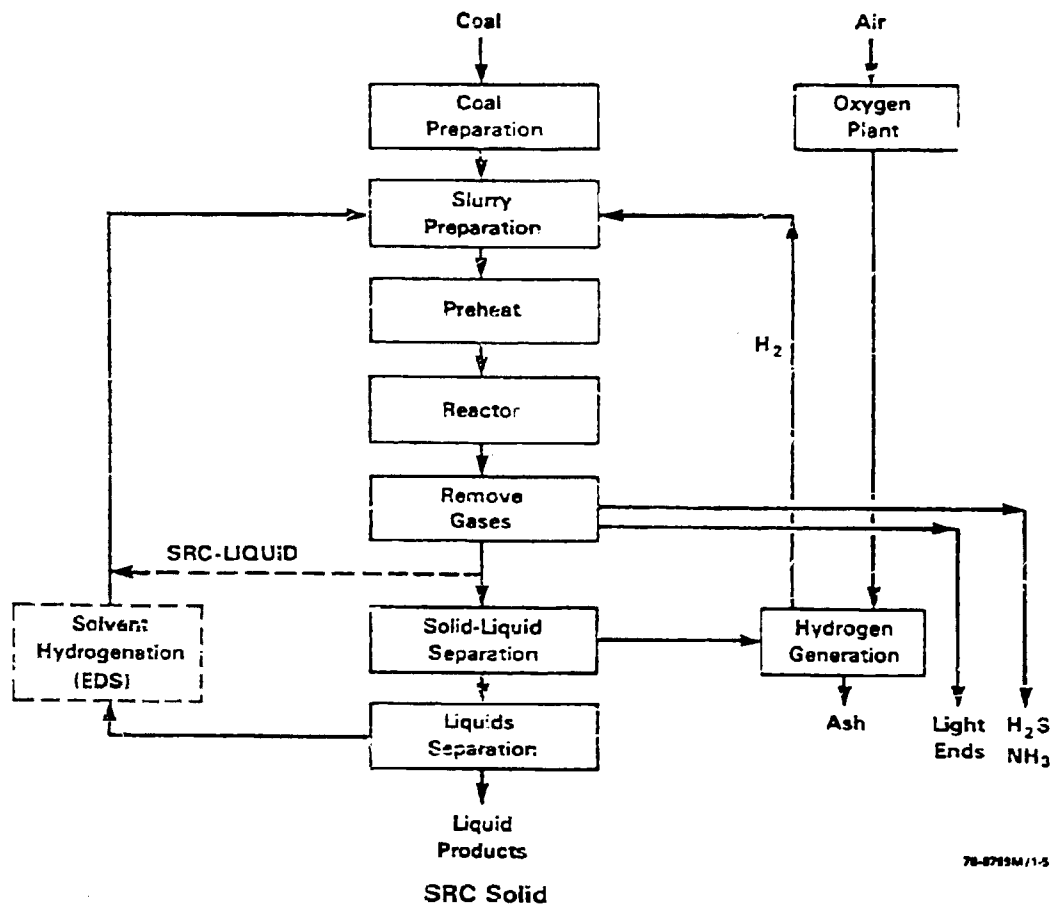 Coal
Air
Coal
Preparation
Oxygen
Plant
Slurry
Preparation
Preheat
H2
Reactor
Remove
Gases
SRC-LIQUID
Solvent
Hydrogenation
(EDS)
Solid-Liquid
Separation
Hydrogen
Generation
Liquids
Separation
Ash
Light
Ends
H2S
NH3
Liquid
Products
SRC Solid